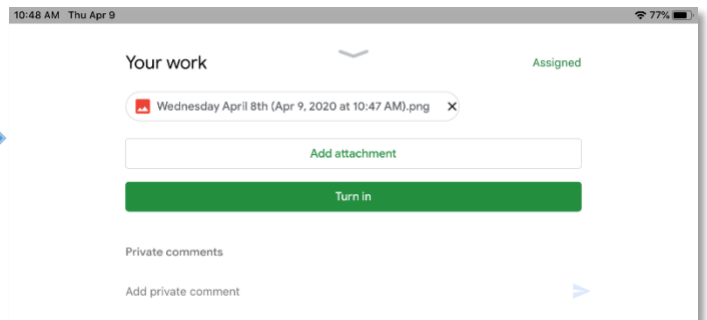 10:48 AM Thu Apr 9 77%
Your work Assigned
Wednesday April 8th (Apr 9, 2020 at 10:47 AM).png
Add attachment
Turn in
Private comments
Add private comment